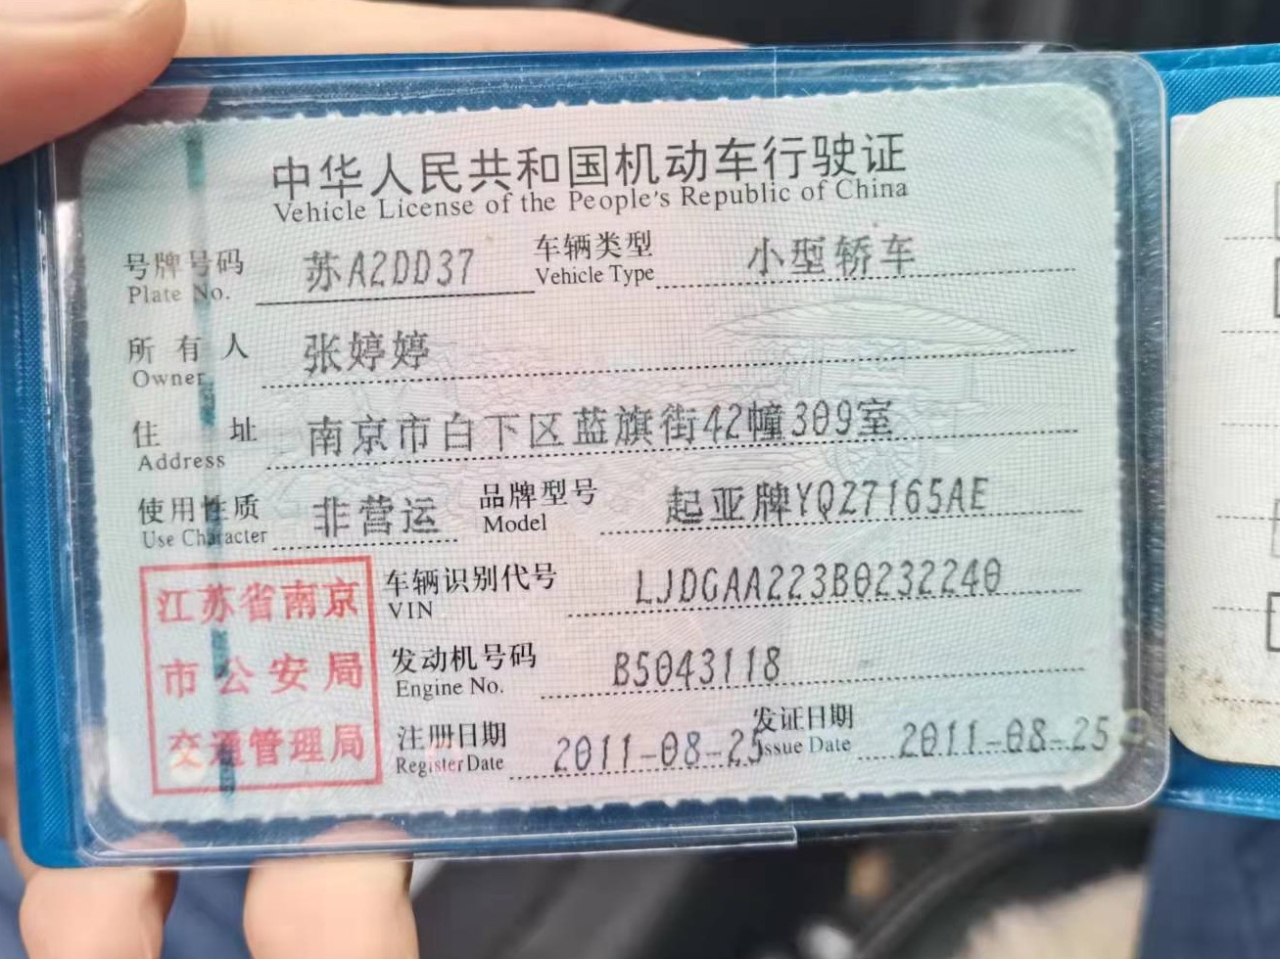 中华人民共和国机动车行驶证
Vehicle License of the People's Republic of China
号牌号码 苏A2DD37 车辆类型 小型轿车
Plate No. Vehicle Type
所有人 张婷婷
Owner
住址 南京市白下区蓝旗街42幢309室
Address
使用性质 非营运 品牌型号 起亚牌YQZ7165AE
Use Character Model
江苏省南京
市公安局
交通管理局
车辆识别代号 LJDGAA223B0232240
VIN
发动机号码 B5043118
Engine No.
注册日期 2011-08-25 发证日期 2011-08-25
Register Date Issue Date